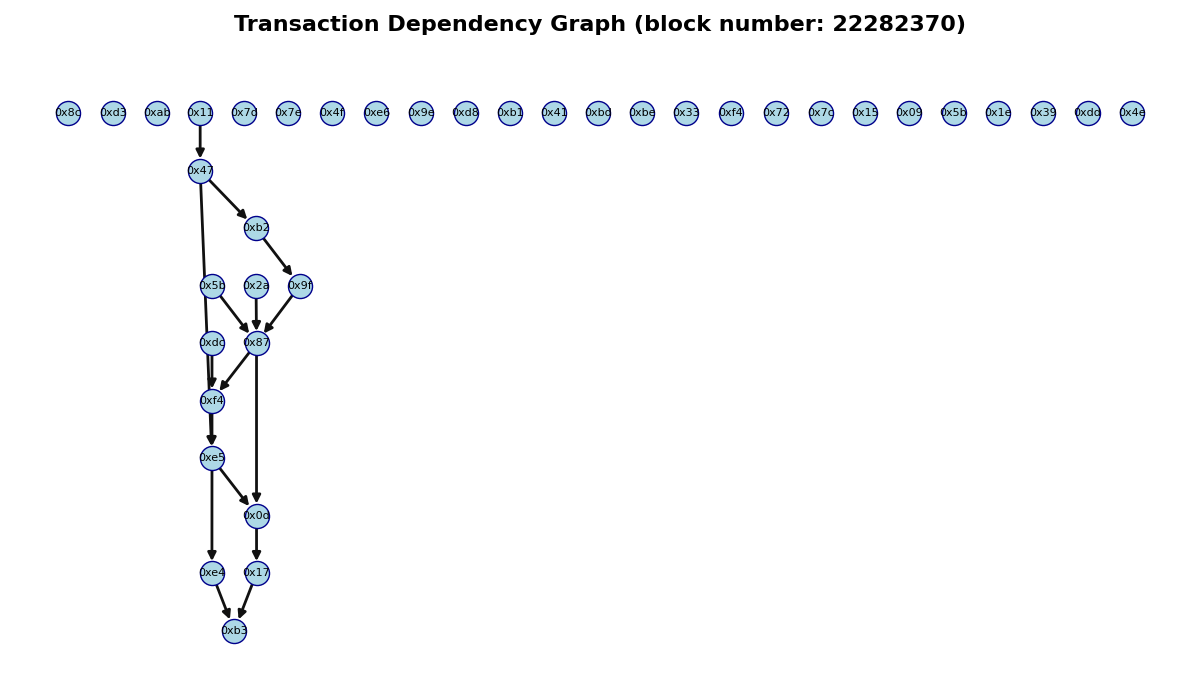 Transaction Dependency Graph (block number: 22282370)
0x8c 0xd3 0xab 0x11 0x7d 0x7e 0x4f 0xe6 0x9e 0xd8 0xb1 0x41 0xbd 0xbe 0x33 0xf4 0x72 0x7c 0x15 0x09 0x5b 0x1e 0x39 0xdd 0x4e
0x47
0xb2
0x5b 0x2a 0x9f
0xdc 0x87
0xf4
0xe5
0x0d
0xe4 0x17
0xb3